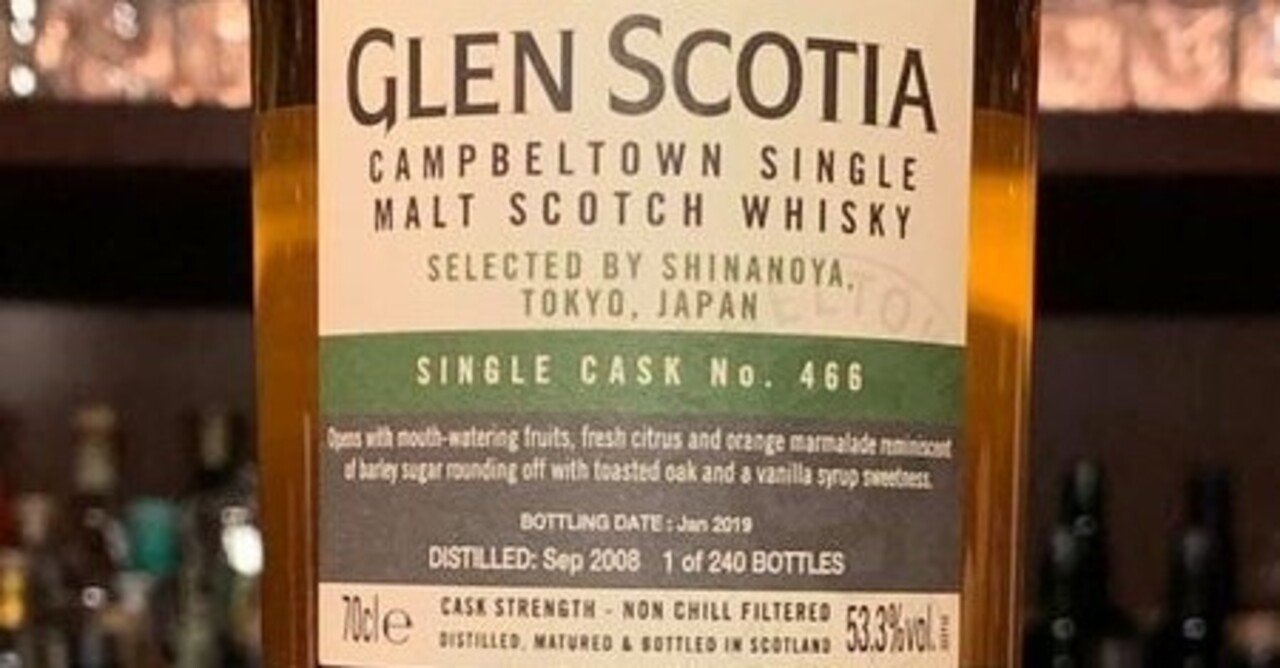 GLEN SCOTIA
CAMPBELTOWN SINGLE
MALT SCOTCH WHISKY
SELECTED BY SHINANOYA,
TOKYO, JAPAN
SINGLE CASK No. 466
Opens with mouth-watering fruits, fresh citrus and orange marmalade reminiscent
of barley sugar rounding off with toasted oak and a vanilla syrup sweetness.
BOTTLING DATE : Jan 2019
DISTILLED: Sep 2008 1 of 240 BOTTLES
70cl e CASK STRENGTH - NON CHILL FILTERED 53.3%vol.
DISTILLED, MATURED & BOTTLED IN SCOTLAND